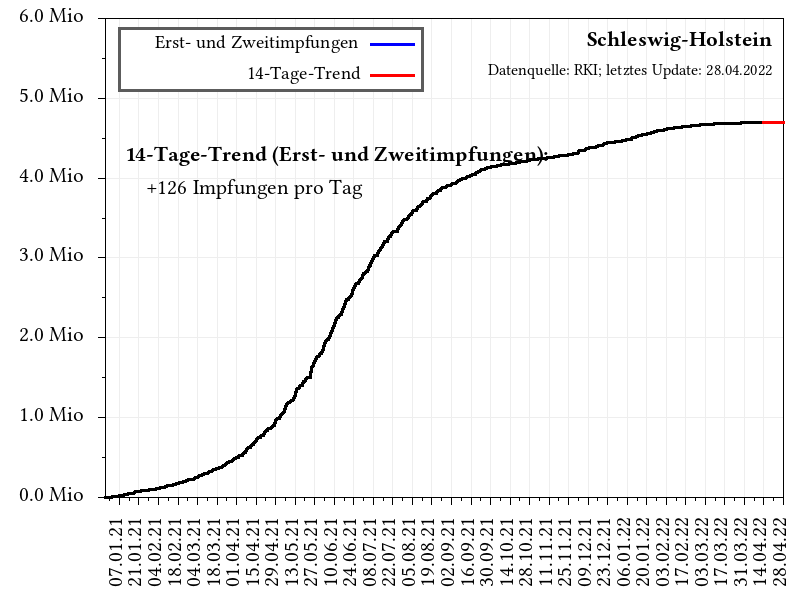 6.0 Mio
5.0 Mio
4.0 Mio
3.0 Mio
2.0 Mio
1.0 Mio
0.0 Mio
Erst- und Zweitimpfungen
14-Tage-Trend
Schleswig-Holstein
Datenquelle: RKI; letztes Update: 28.04.2022
14-Tage-Trend (Erst- und Zweitimpfungen):
+126 Impfungen pro Tag
07.01.21
21.01.21
04.02.21
18.02.21
04.03.21
18.03.21
01.04.21
15.04.21
29.04.21
13.05.21
27.05.21
10.06.21
24.06.21
08.07.21
22.07.21
05.08.21
19.08.21
02.09.21
16.09.21
30.09.21
14.10.21
28.10.21
11.11.21
25.11.21
09.12.21
23.12.21
06.01.22
20.01.22
03.02.22
17.02.22
03.03.22
17.03.22
31.03.22
14.04.22
28.04.22